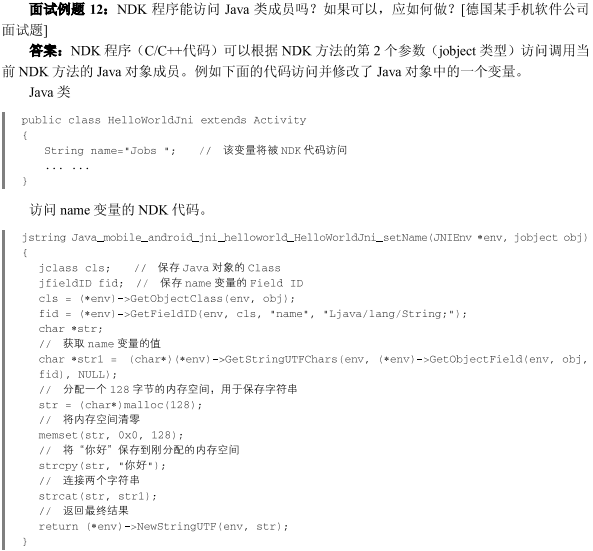 面试例题 12：NDK 程序能访问 Java 类成员吗？如果可以，应如何做？[德国某手机软件公司
面试题]
答案：NDK 程序（C/C++代码）可以根据 NDK 方法的第 2 个参数（jobject 类型）访问调用当
前 NDK 方法的 Java 对象成员。例如下面的代码访问并修改了 Java 对象中的一个变量。
Java 类
public class HelloWorldJni extends Activity
{
String name="Jobs "; // 该变量将被 NDK 代码访问
... ...
}
访问 name 变量的 NDK 代码。
jstring Java_mobile_android_jni_helloworld_HelloWorldJni_setName(JNIEnv *env, jobject obj)
{
jclass cls; // 保存 Java 对象的 Class
jfieldID fid; // 保存 name 变量的 Field ID
cls = (*env)->GetObjectClass(env, obj);
fid = (*env)->GetFieldID(env, cls, "name", "Ljava/lang/String;");
char *str;
// 获取 name 变量的值
char *str1 = (char*)(*env)->GetStringUTFChars(env, (*env)->GetObjectField(env, obj,
fid), NULL);
// 分配一个 128 字节的内存空间，用于保存字符串
str = (char*)malloc(128);
// 将内存空间清零
memset(str, 0x0, 128);
// 将“你好”保存到刚分配的内存空间
strcpy(str, "你好");
// 连接两个字符串
strcat(str, str1);
// 返回最终结果
return (*env)->NewStringUTF(env, str);
}